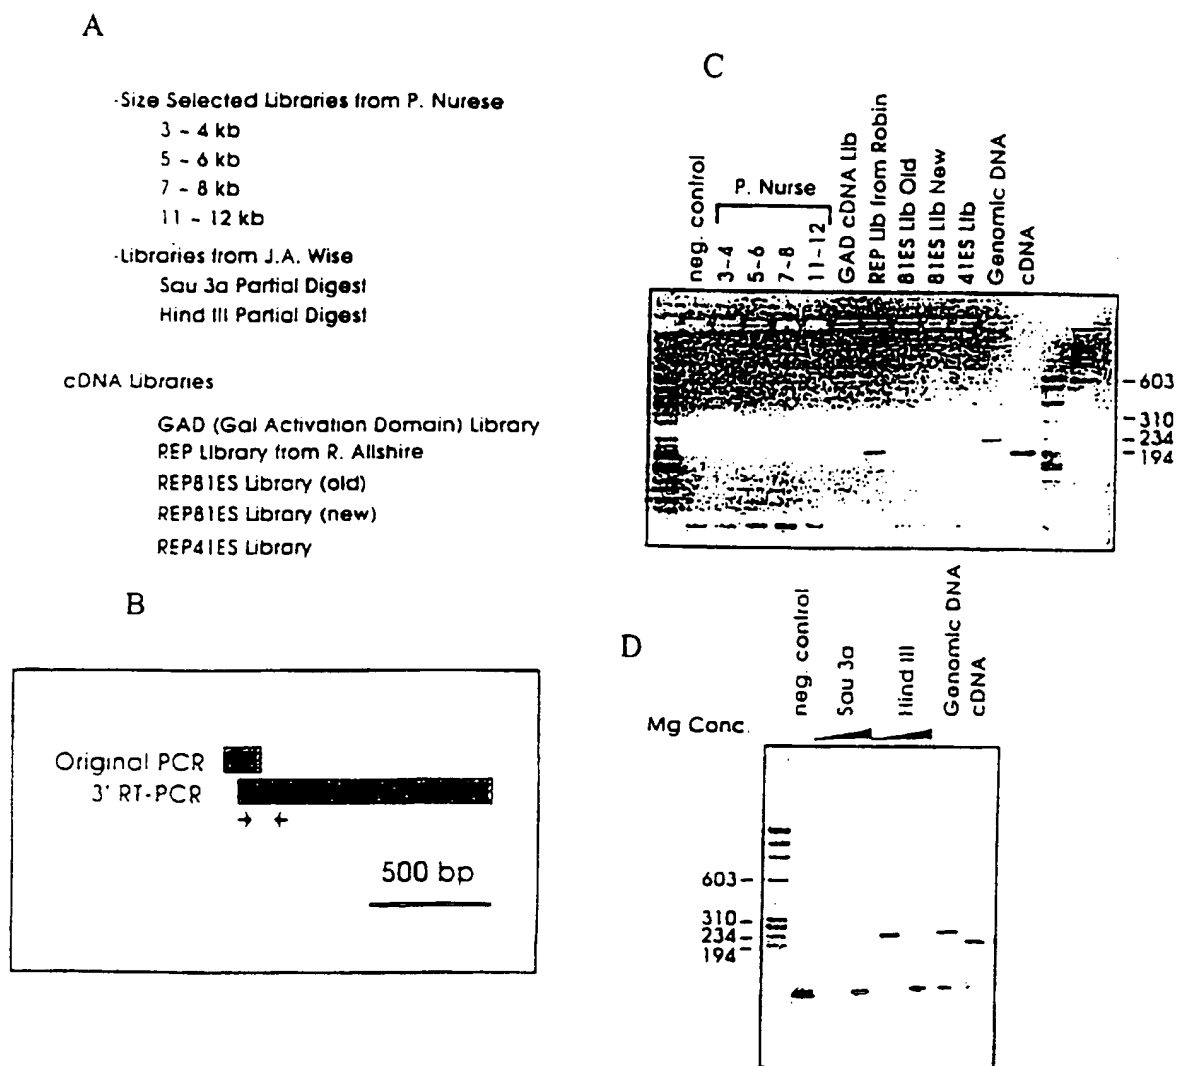 A
-Size Selected Libraries from P. Nurese
3 - 4 kb
5 - 6 kb
7 - 8 kb
11 - 12 kb
-Libraries from J.A. Wise
Sau 3a Partial Digest
Hind III Partial Digest
cDNA Libraries
GAD (Gal Activation Domain) Library
REP Library from R. Allshire
REP81ES Library (old)
REP81ES Library (new)
REP41ES Library
B
Original PCR
3' RT-PCR
500 bp
C
neg. control
P. Nurse
3-4
5-6
7-8
11-12
GAD cDNA Lib
REP Lib from Robin
81ES Lib Old
81ES Lib New
41ES Lib
Genomic DNA
cDNA
603
310
234
194
D
neg. control
Sau 3a
Hind III
Genomic DNA
cDNA
Mg Conc.
603
310
234
194